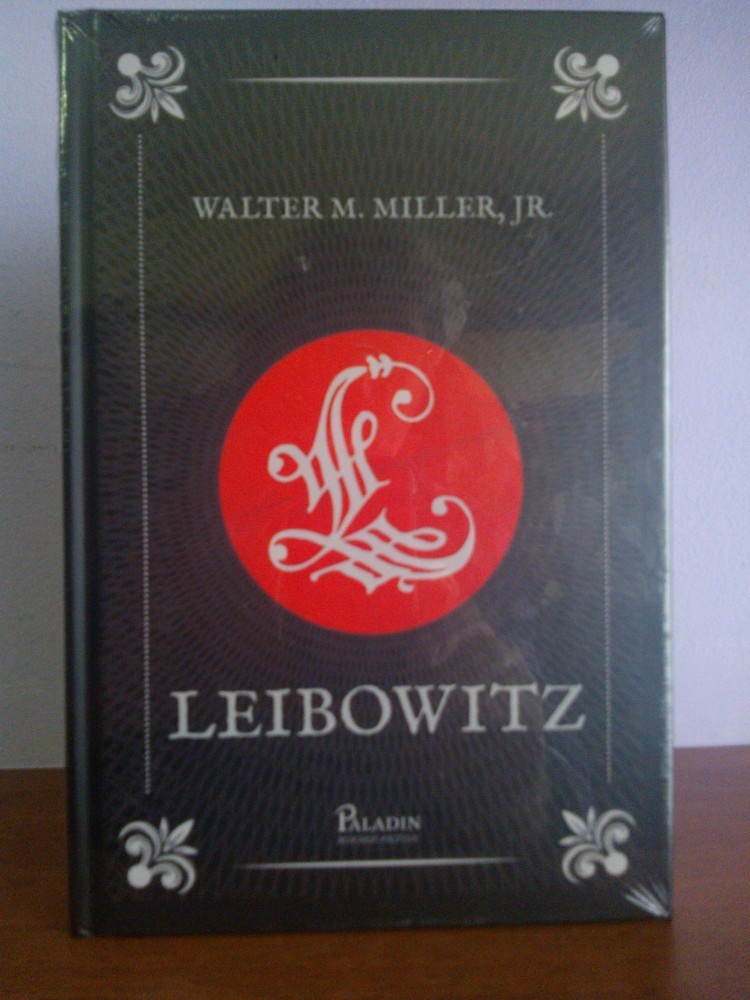 WALTER M. MILLER, JR.
L
LEIBOWITZ
PALADIN